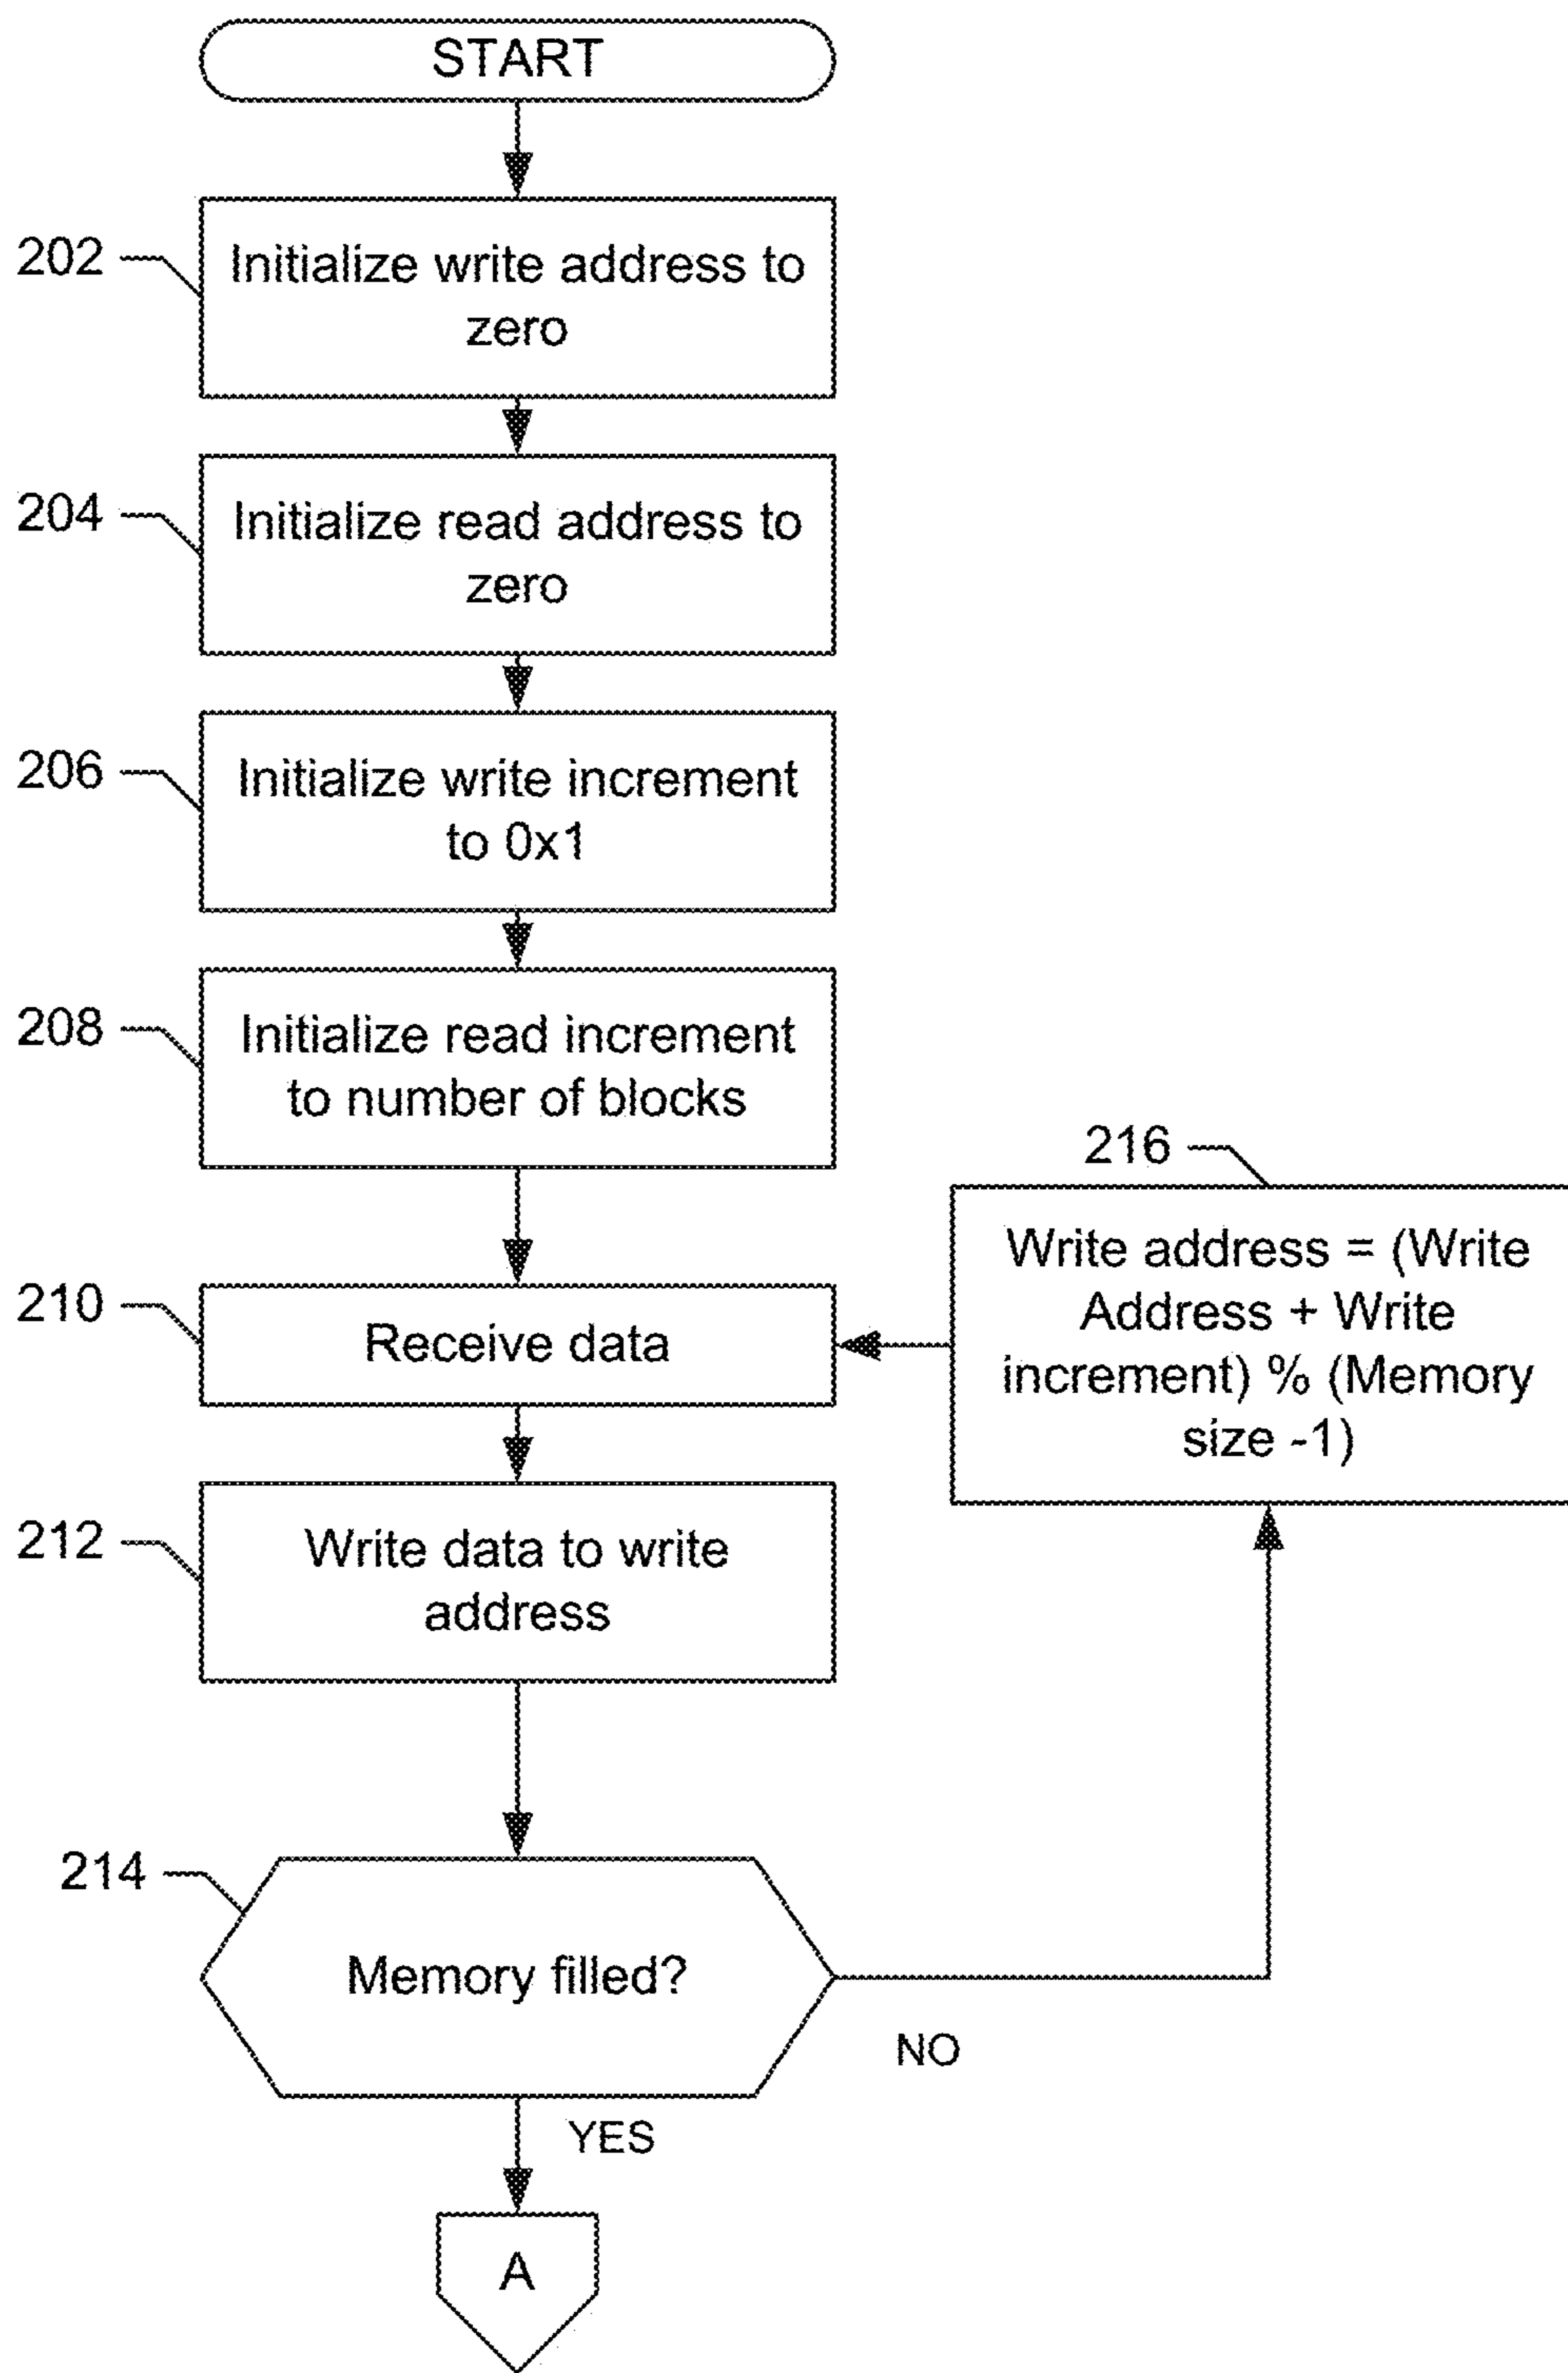 START
202
Initialize write address to
zero
204
Initialize read address to
zero
206
Initialize write increment
to 0x1
208
Initialize read increment
to number of blocks
216
Write address = (Write
Address + Write
increment) % (Memory
size -1)
210
Receive data
212
Write data to write
address
214
Memory filled?
NO
YES
A